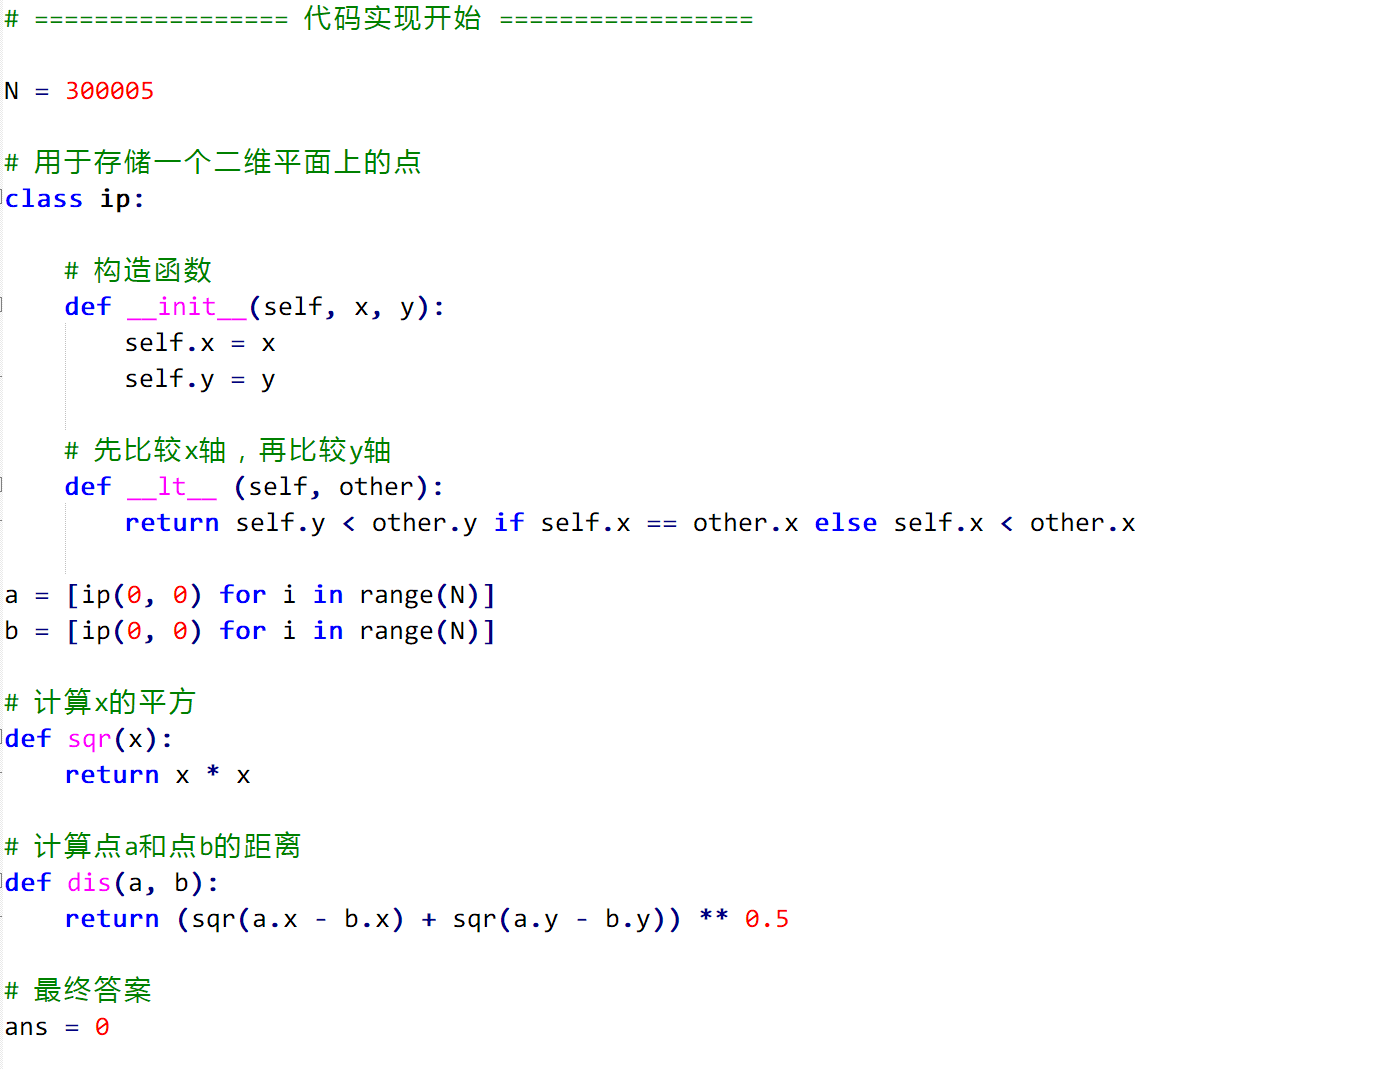 # ================= 代码实现开始 =================
N = 300005
# 用于存储一个二维平面上的点
class ip:
    # 构造函数
    def __init__(self, x, y):
        self.x = x
        self.y = y
    # 先比较x轴，再比较y轴
    def __lt__ (self, other):
        return self.y < other.y if self.x == other.x else self.x < other.x
a = [ip(0, 0) for i in range(N)]
b = [ip(0, 0) for i in range(N)]
# 计算x的平方
def sqr(x):
    return x * x
# 计算点a和点b的距离
def dis(a, b):
    return (sqr(a.x - b.x) + sqr(a.y - b.y)) ** 0.5
# 最终答案
ans = 0